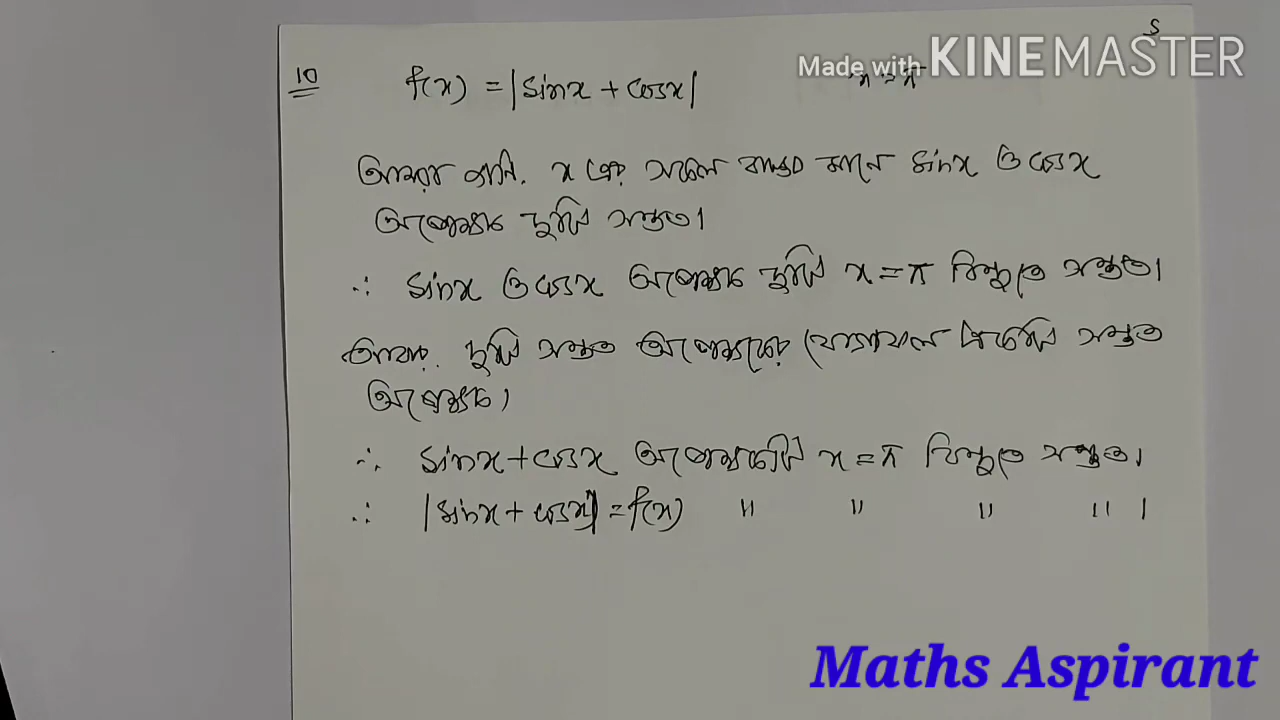 S
Made with KINEMASTER
10 f(x) = |sinx + cosx| x = π
আমরা জানি. x এর সকল বাস্তব মানে sinx ও cosx
অপেক্ষক দুটি সন্তত।
∴ sinx ও cosx অপেক্ষক দুটি x = π বিন্দুতে সন্তত।
আবার. দুটি সন্তত অপেক্ষকের যোগফল একটি সন্তত
অপেক্ষক।
∴ sinx + cosx অপেক্ষকটি x = π বিন্দুতে সন্তত।
∴ |sinx + cosx| = f(x) " " " " ।
Maths Aspirant